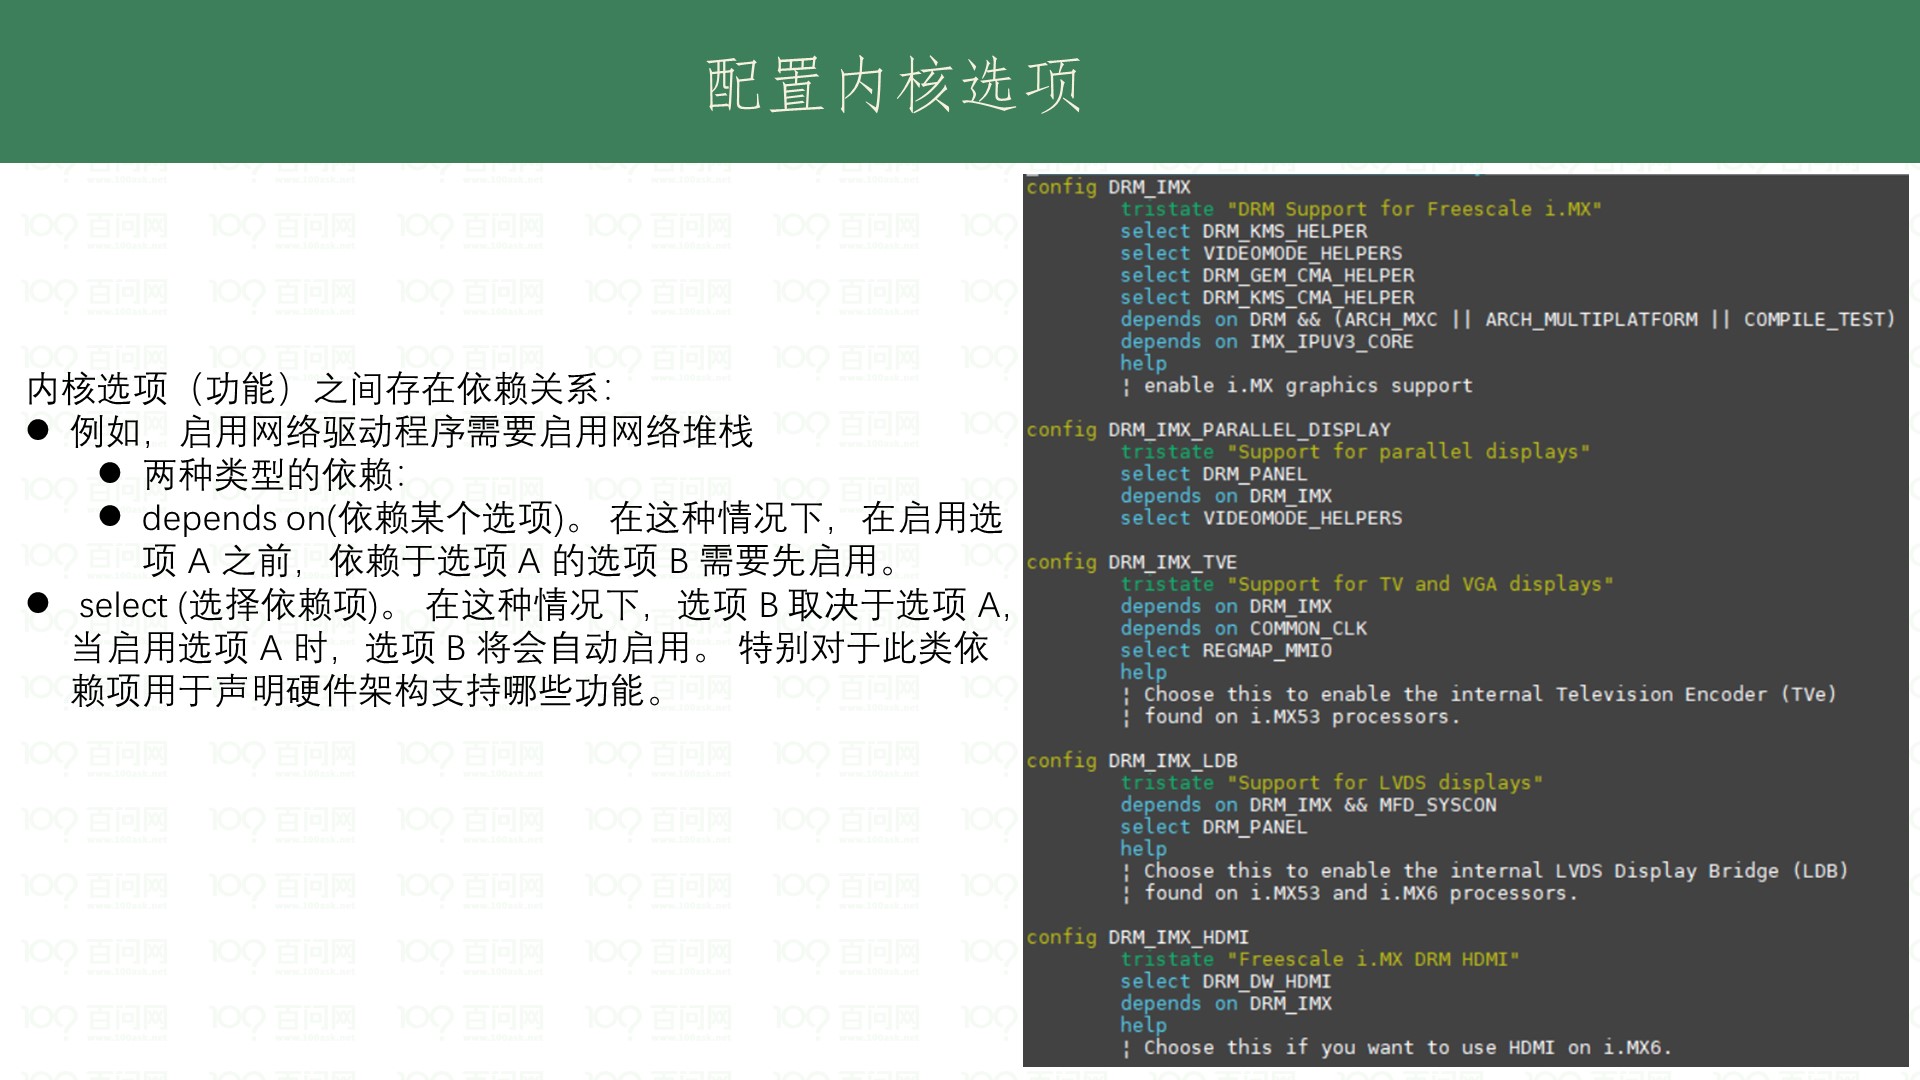 配置内核选项
内核选项（功能）之间存在依赖关系：
● 例如，启用网络驱动程序需要启用网络堆栈
● 两种类型的依赖：
● depends on(依赖某个选项)。 在这种情况下，在启用选
项 A 之前，依赖于选项 A 的选项 B 需要先启用。
● select (选择依赖项)。 在这种情况下，选项 B 取决于选项 A，
当启用选项 A 时，选项 B 将会自动启用。 特别对于此类依
赖项用于声明硬件架构支持哪些功能。
config DRM_IMX
tristate "DRM Support for Freescale i.MX"
select DRM_KMS_HELPER
select VIDEOMODE_HELPERS
select DRM_GEM_CMA_HELPER
select DRM_KMS_CMA_HELPER
depends on DRM && (ARCH_MXC || ARCH_MULTIPLATFORM || COMPILE_TEST)
depends on IMX_IPUV3_CORE
help
¦ enable i.MX graphics support
config DRM_IMX_PARALLEL_DISPLAY
tristate "Support for parallel displays"
select DRM_PANEL
depends on DRM_IMX
select VIDEOMODE_HELPERS
config DRM_IMX_TVE
tristate "Support for TV and VGA displays"
depends on DRM_IMX
depends on COMMON_CLK
select REGMAP_MMIO
help
¦ Choose this to enable the internal Television Encoder (TVe)
¦ found on i.MX53 processors.
config DRM_IMX_LDB
tristate "Support for LVDS displays"
depends on DRM_IMX && MFD_SYSCON
select DRM_PANEL
help
¦ Choose this to enable the internal LVDS Display Bridge (LDB)
¦ found on i.MX53 and i.MX6 processors.
config DRM_IMX_HDMI
tristate "Freescale i.MX DRM HDMI"
select DRM_DW_HDMI
depends on DRM_IMX
help
¦ Choose this if you want to use HDMI on i.MX6.